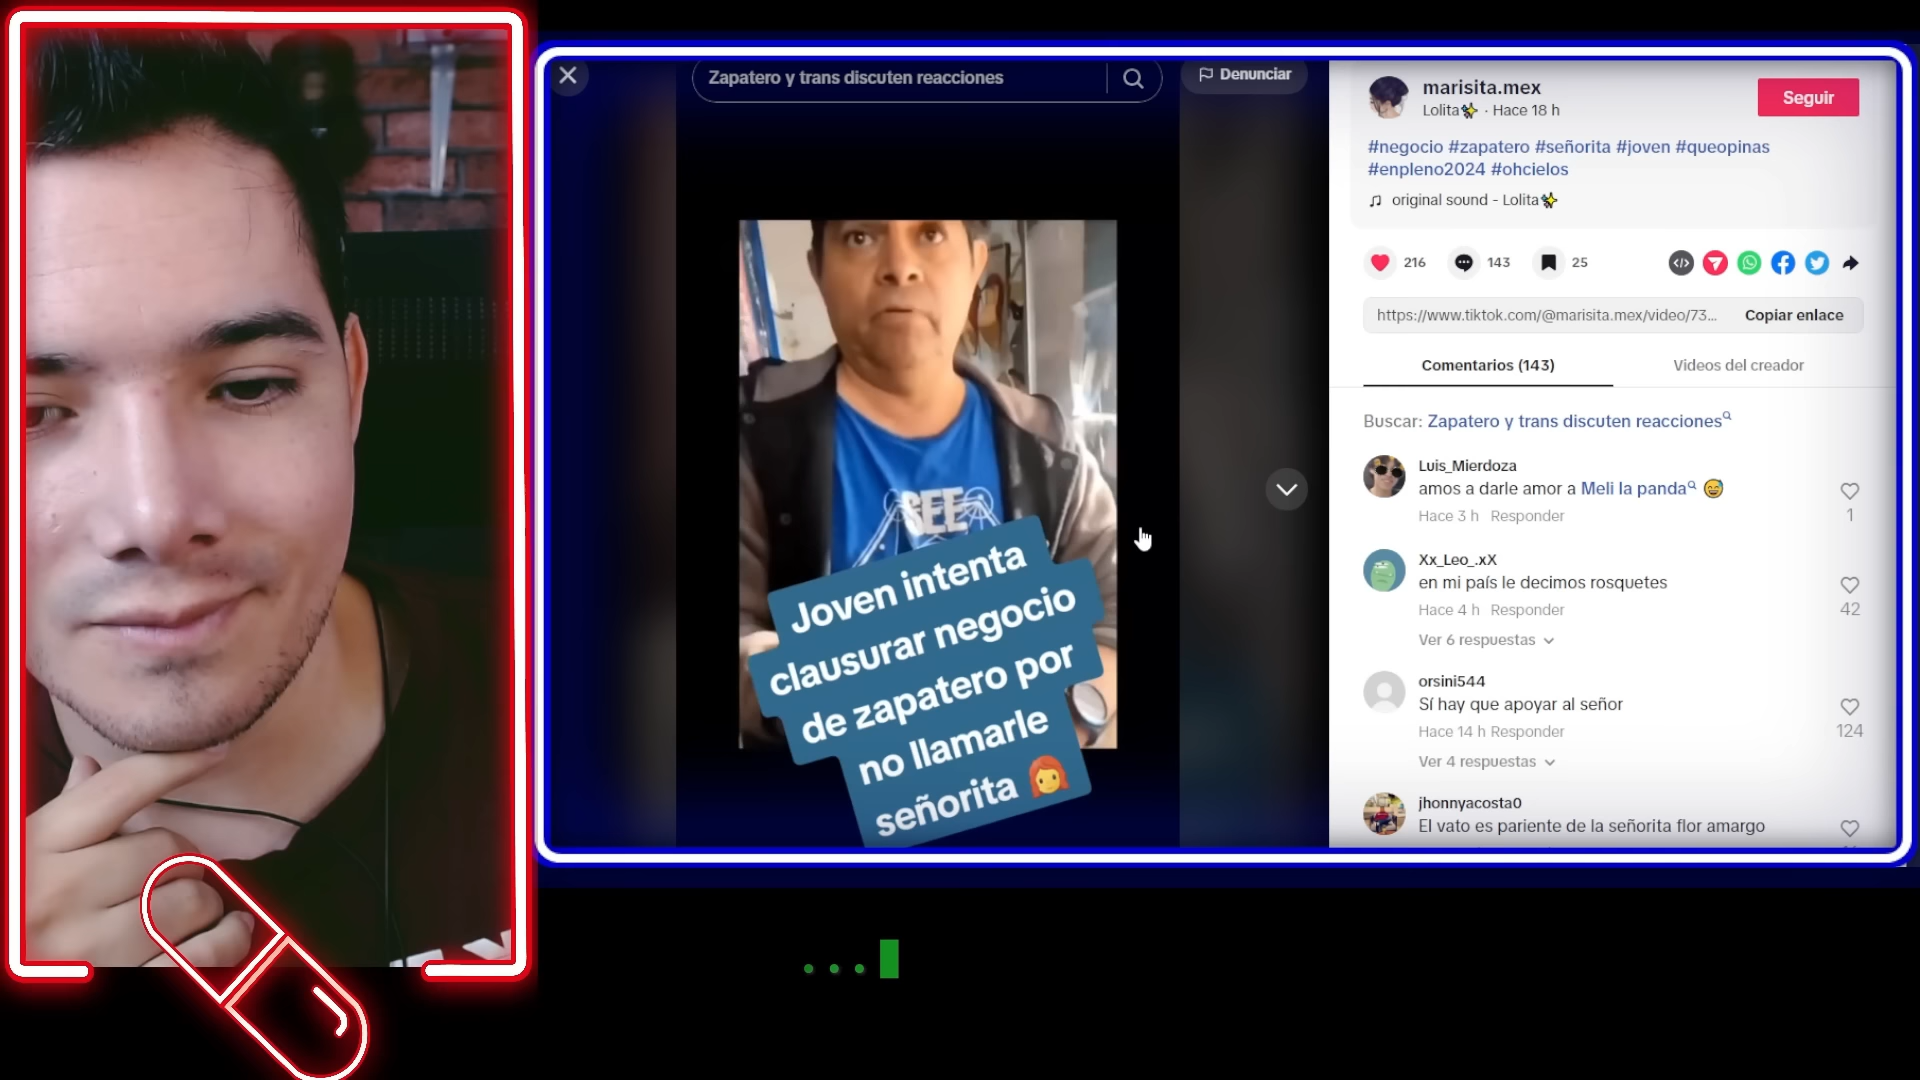 Zapatero y trans discuten reacciones
Denunciar
marisita.mex
Lolita✨ · Hace 18 h
Seguir
#negocio #zapatero #señorita #joven #queopinas
#enpleno2024 #ohcielos
original sound - Lolita✨
216
143
25
https://www.tiktok.com/@marisita.mex/video/73...
Copiar enlace
Comentarios (143)
Videos del creador
Buscar: Zapatero y trans discuten reacciones
Luis_Mierdoza
amos a darle amor a Meli la panda 😅
1
Hace 3 h Responder
Xx_Leo_.xX
en mi país le decimos rosquetes
42
Hace 4 h Responder
Ver 6 respuestas
orsini544
Sí hay que apoyar al señor
124
Hace 14 h Responder
Ver 4 respuestas
jhonnyacosta0
El vato es pariente de la señorita flor amargo
SEE
Joven intenta
clausurar negocio
de zapatero por
no llamarle
señorita 👩‍🦰
...